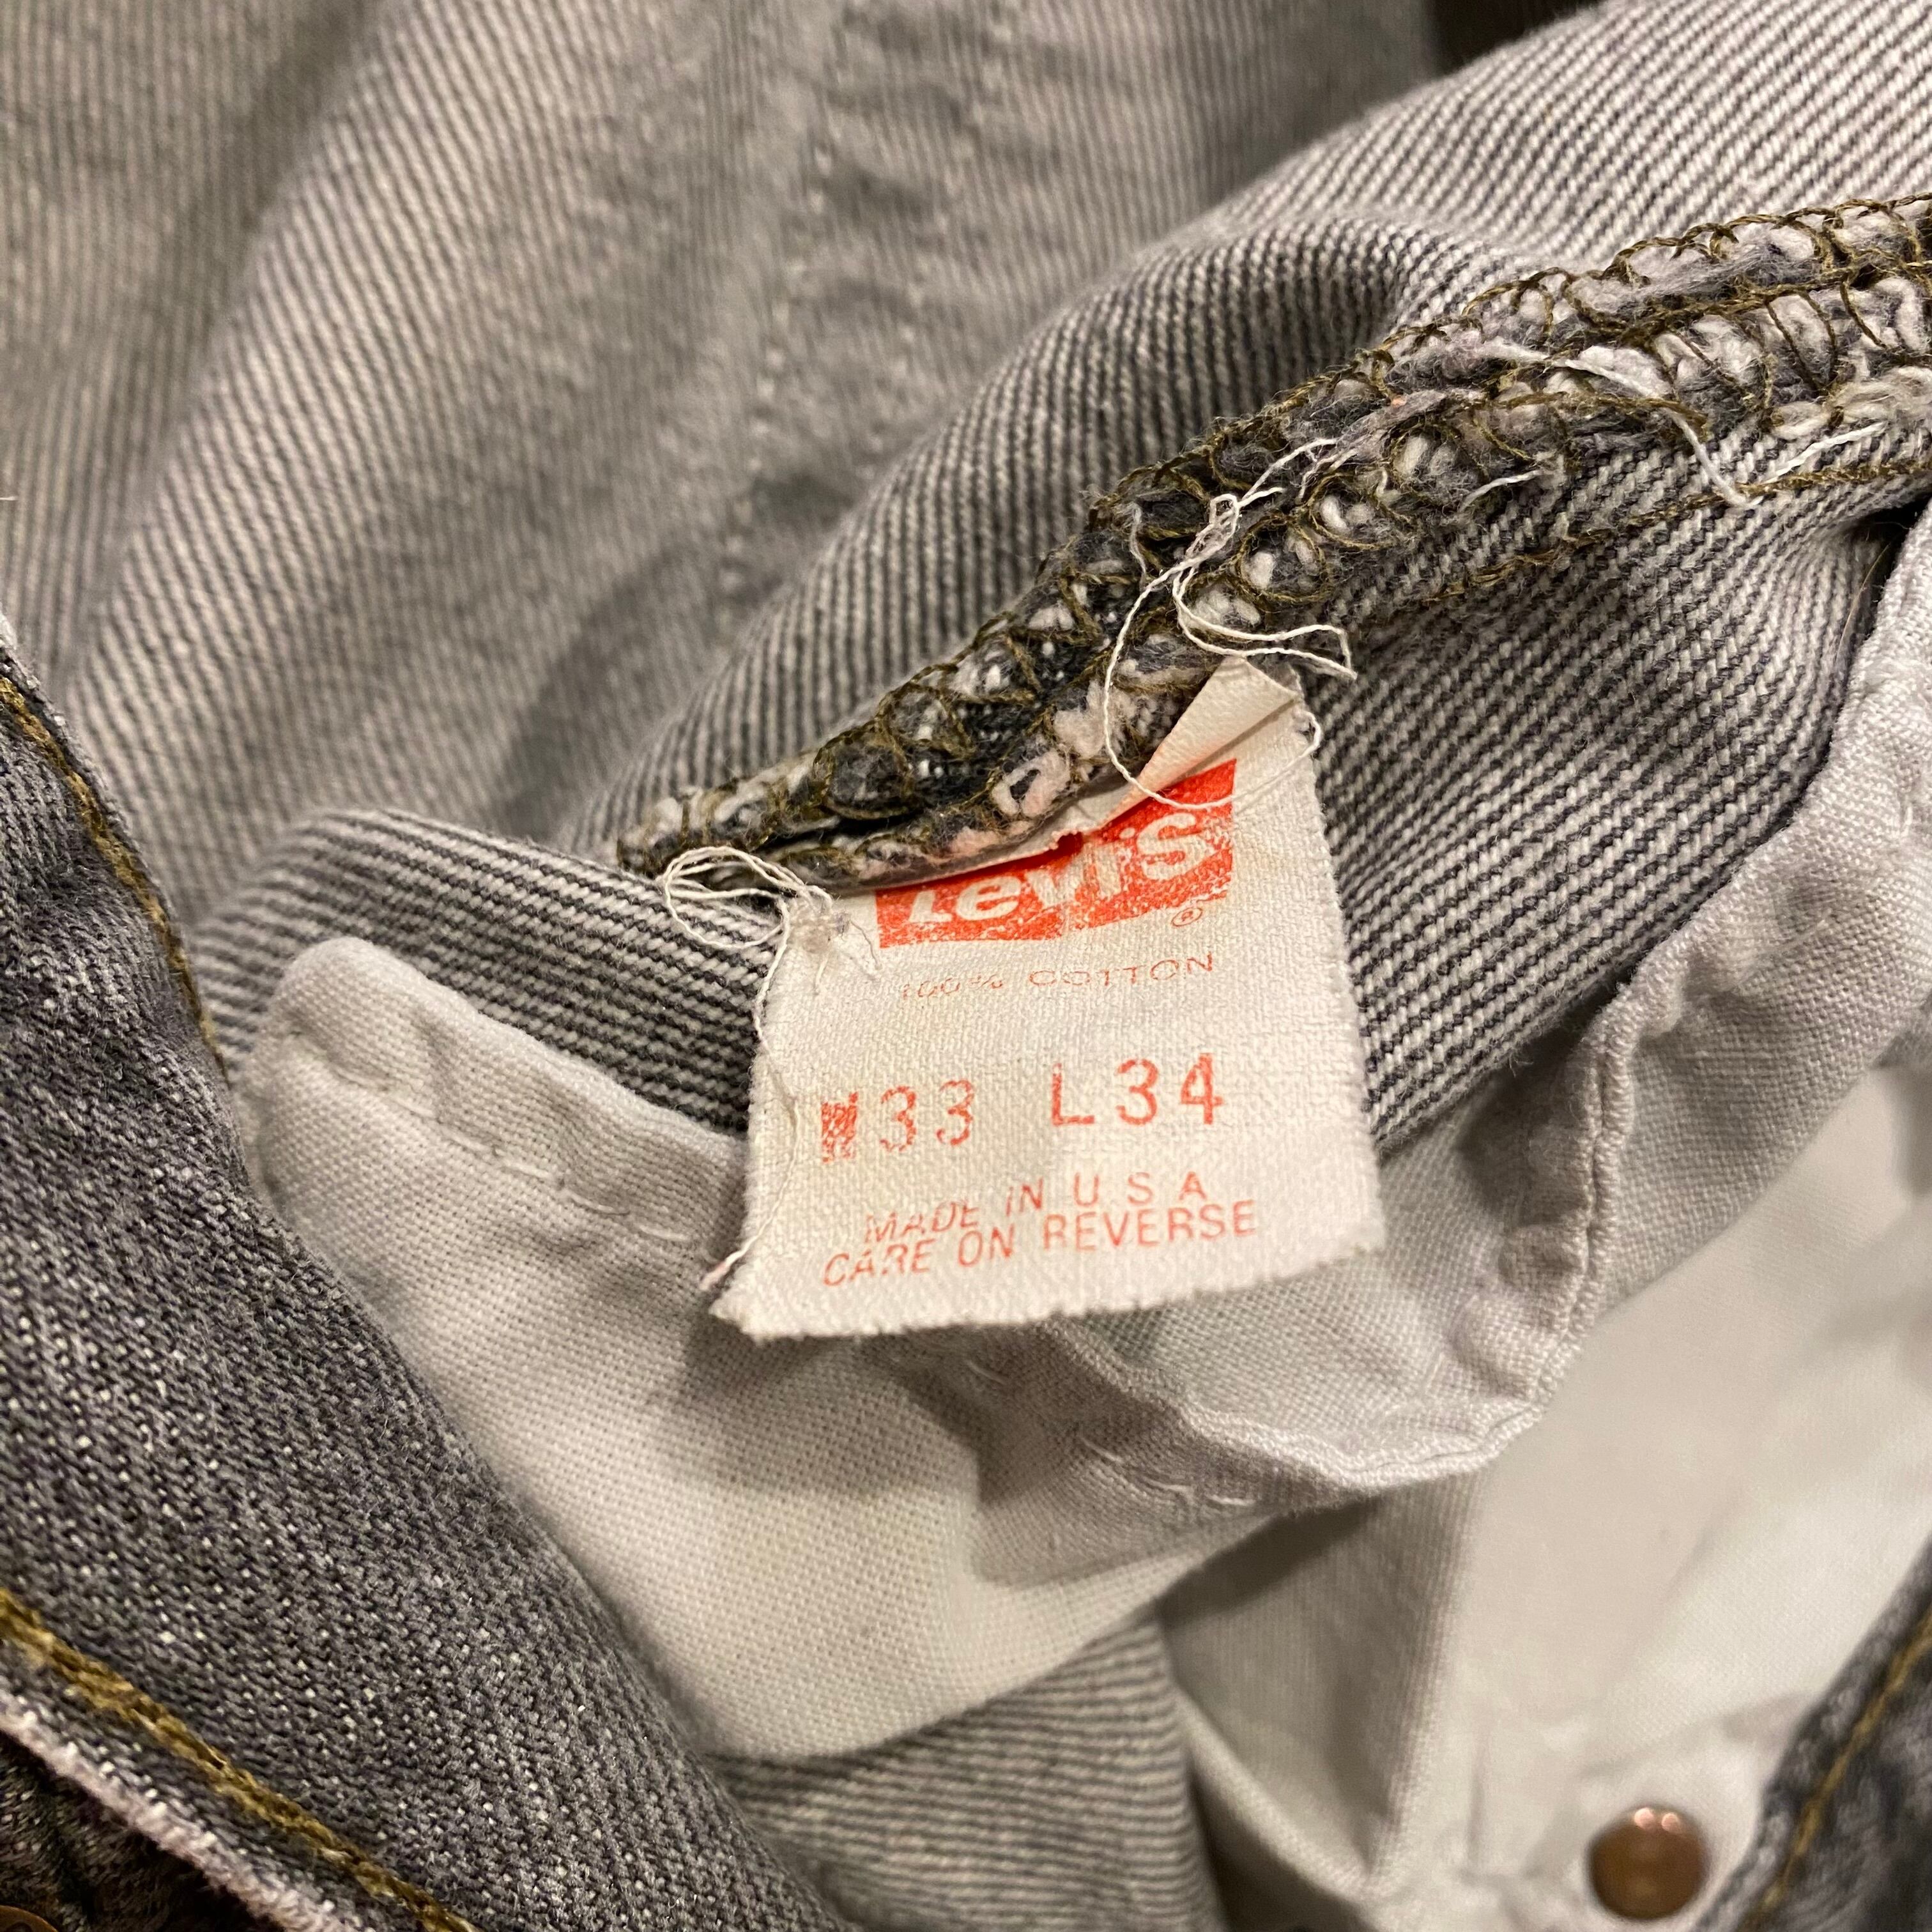 Levi's
®
100% COTTON
W33 L34
MADE IN U S A
CARE ON REVERSE